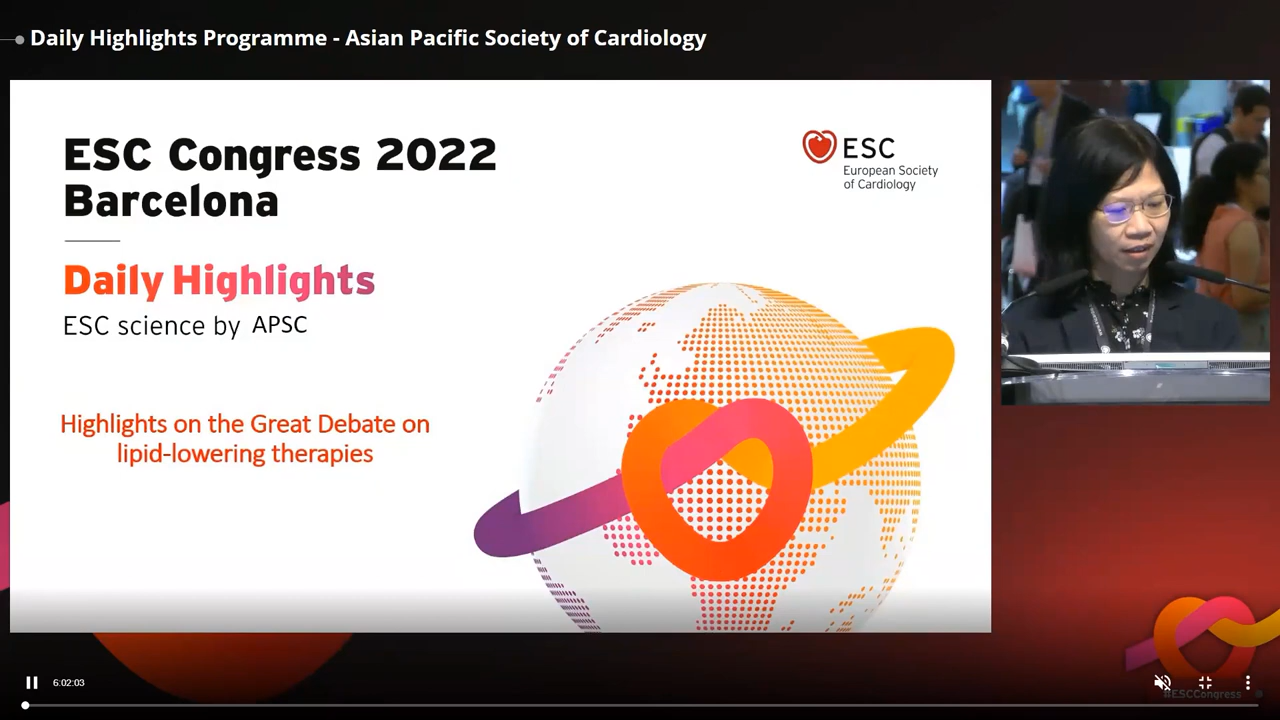 Daily Highlights Programme - Asian Pacific Society of Cardiology
ESC Congress 2022
Barcelona
ESC
European Society
of Cardiology
Daily Highlights
ESC science by APSC
Highlights on the Great Debate on
lipid-lowering therapies
6:02:03
#ESCCongress